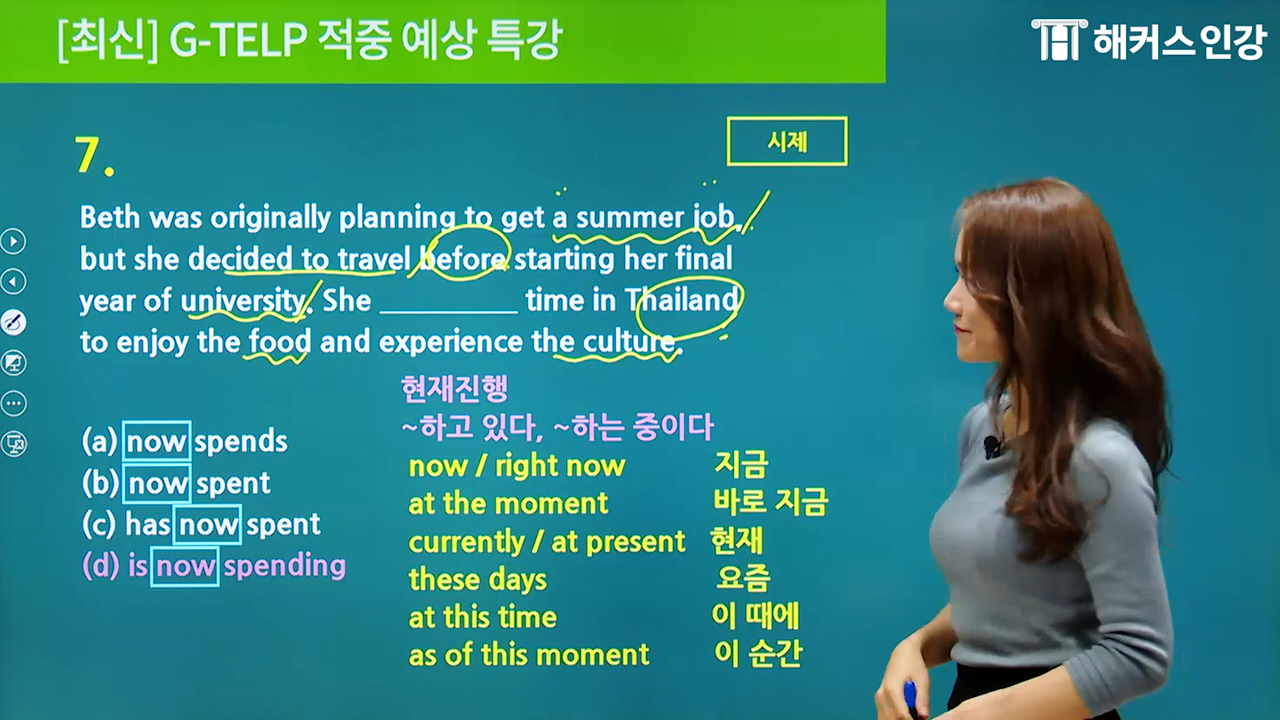 [최신] G-TELP 적중 예상 특강
해커스인강
7.
시제
Beth was originally planning to get a summer job,
but she decided to travel before starting her final
year of university. She __________ time in Thailand
to enjoy the food and experience the culture.
(a) now spends
(b) now spent
(c) has now spent
(d) is now spending
현재진행
~하고 있다, ~하는 중이다
now / right now 지금
at the moment 바로 지금
currently / at present 현재
these days 요즘
at this time 이 때에
as of this moment 이 순간